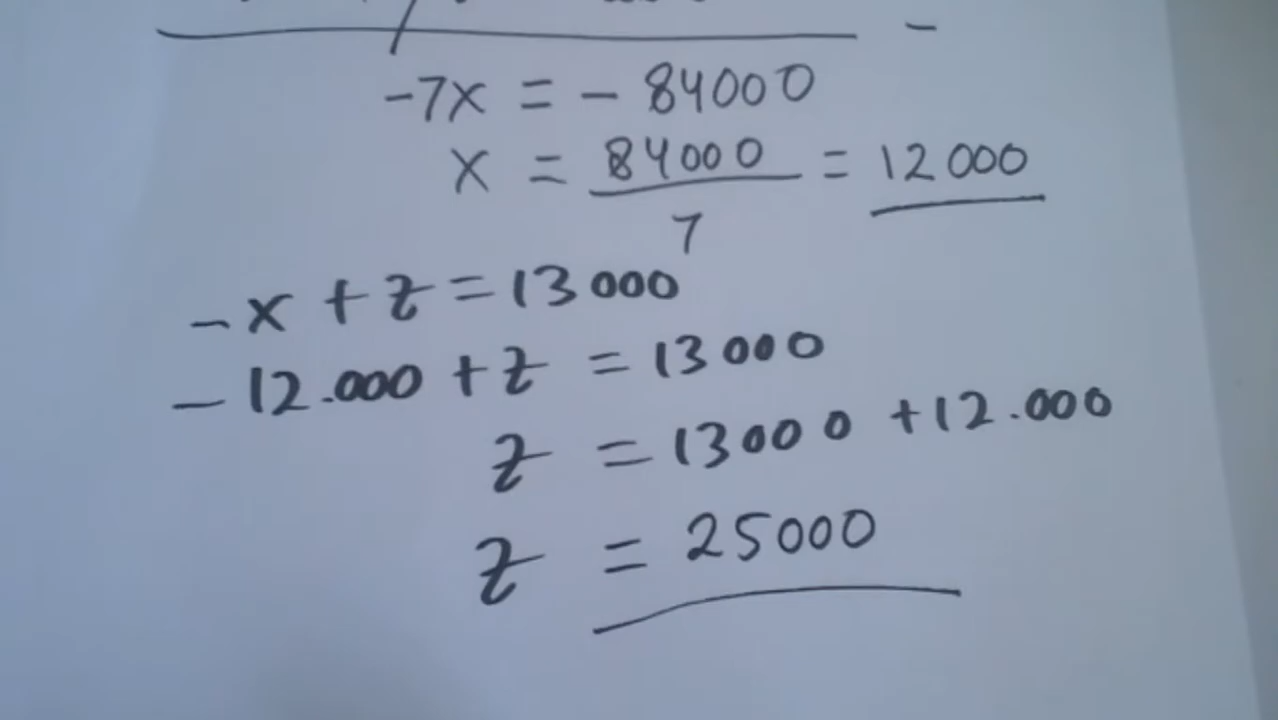 -7x = - 84000
x = 84000/7 = 12000
-x + z = 13000
- 12.000 + z = 13000
z = 13000 + 12.000
z = 25000